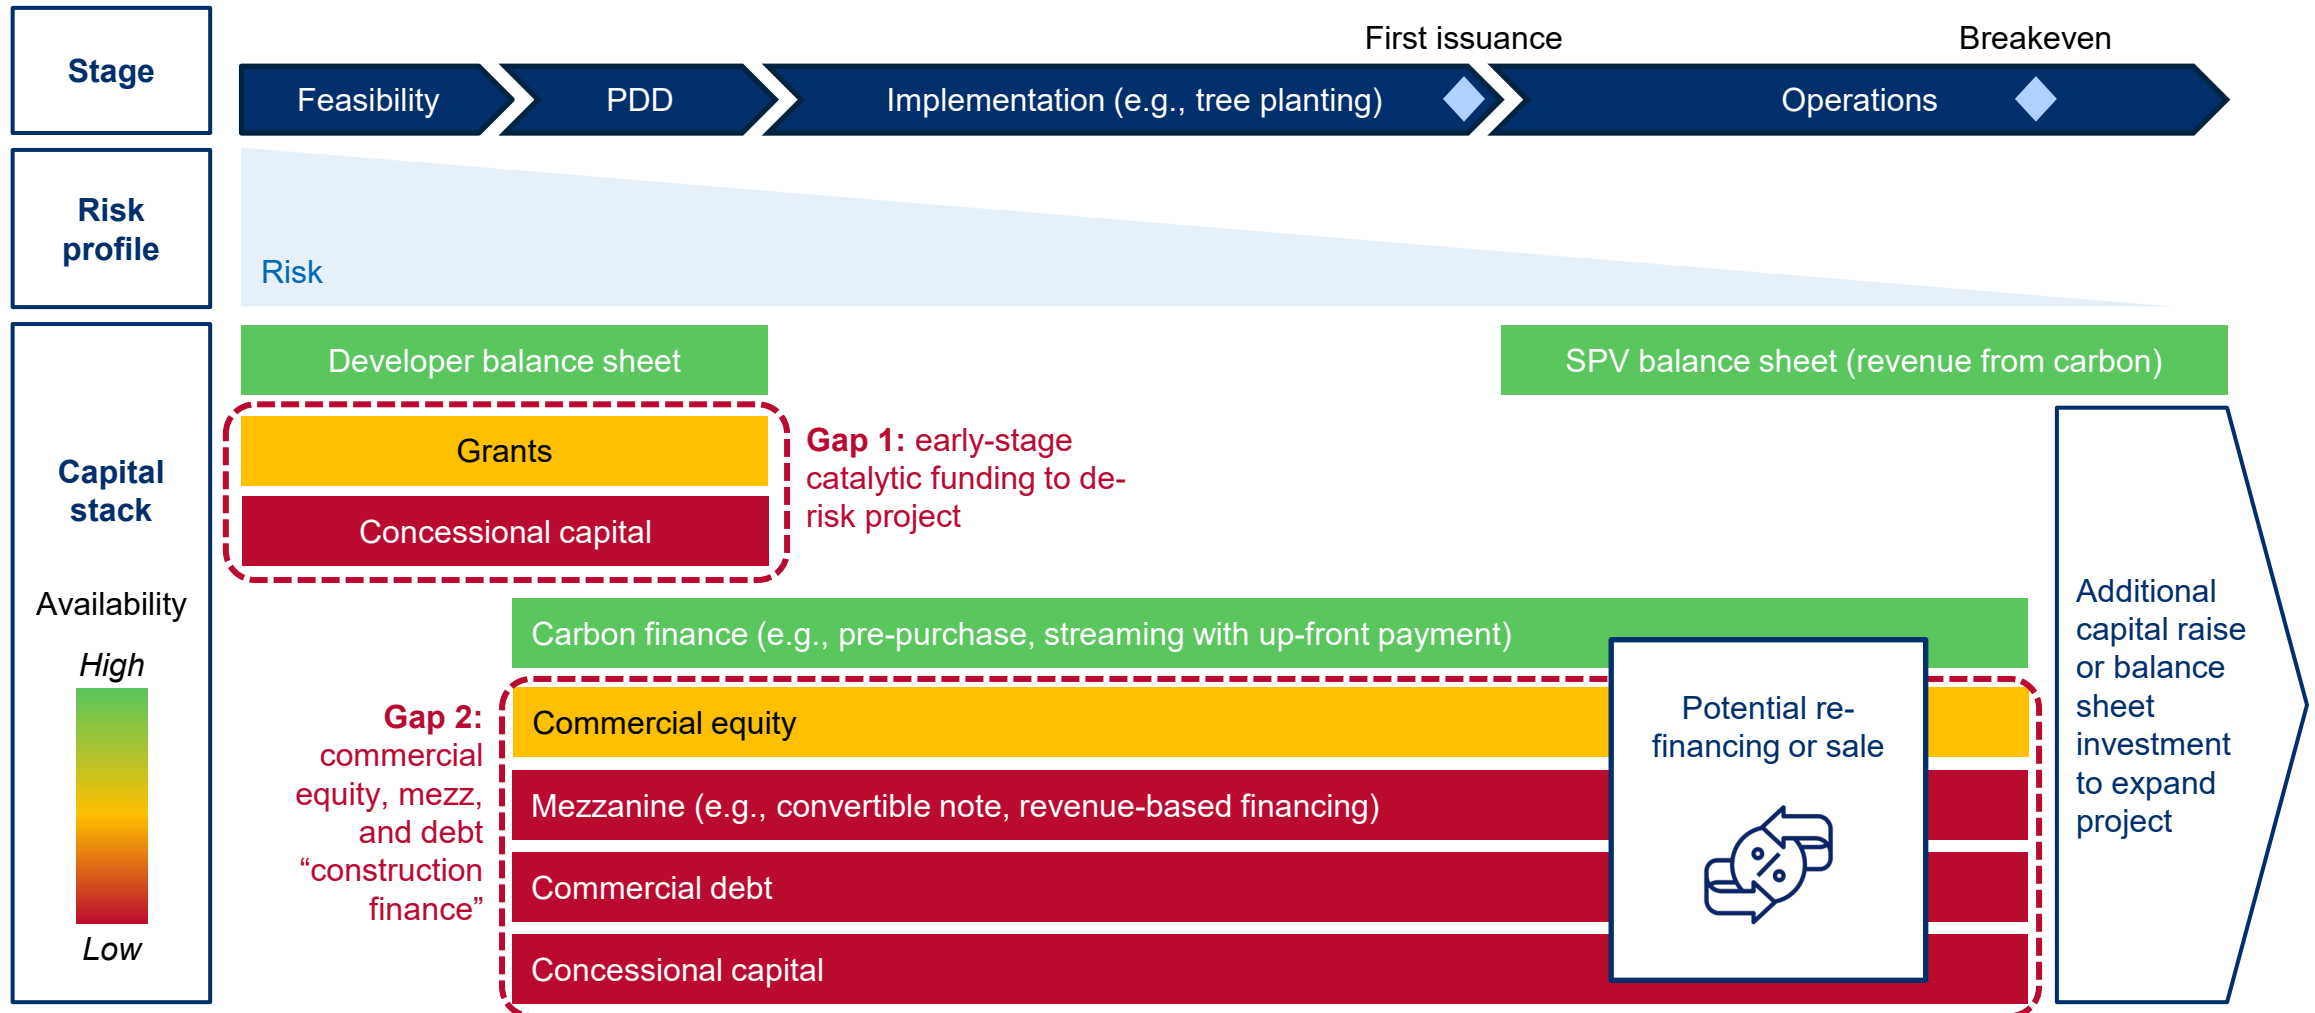 Stage
First issuance
Breakeven
Feasibility
PDD
Implementation (e.g., tree planting)
Operations
Risk
profile
Risk
Capital
stack
Availability
High
Low
Developer balance sheet
SPV balance sheet (revenue from carbon)
Grants
Concessional capital
Gap 1: early-stage
catalytic funding to de-
risk project
Carbon finance (e.g., pre-purchase, streaming with up-front payment)
Gap 2:
commercial
equity, mezz,
and debt
“construction
finance”
Commercial equity
Mezzanine (e.g., convertible note, revenue-based financing)
Commercial debt
Concessional capital
Potential re-
financing or sale
%
Additional
capital raise
or balance
sheet
investment
to expand
project